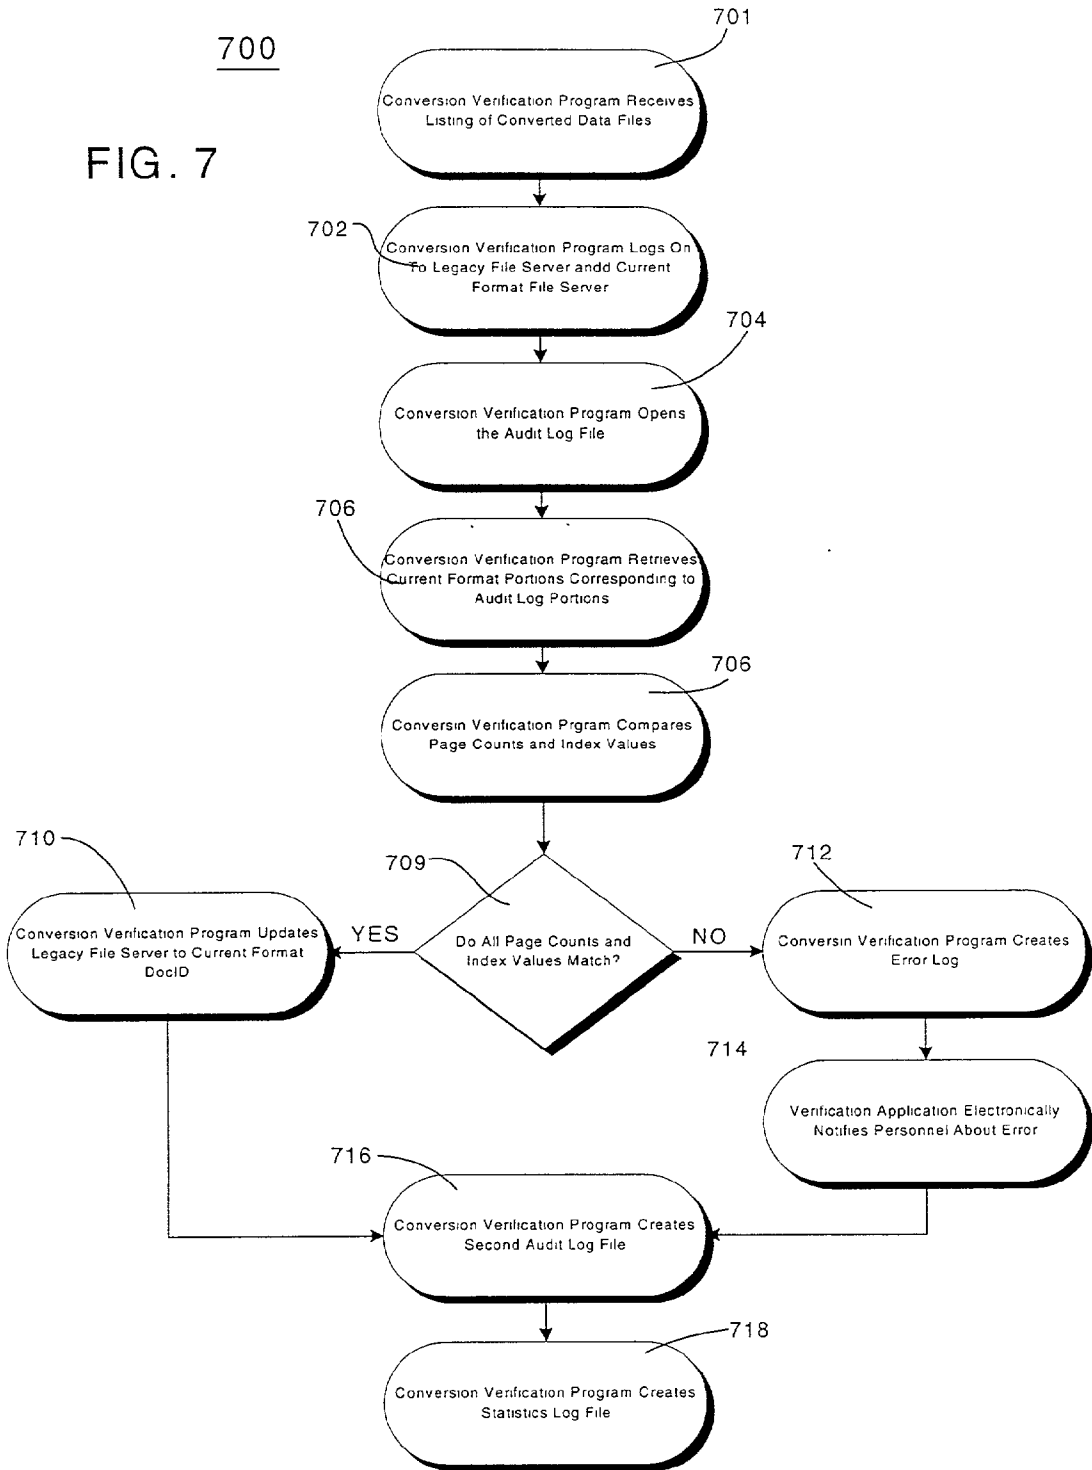 701
700
Conversion Verification Program Receives
Listing of Converted Data Files
FIG. 7
702
Conversion Verification Program Logs On
To Legacy File Server andd Current
Format File Server
704
Conversion Verification Program Opens
the Audit Log File
706
Conversion Verification Program Retrieves
Current Format Portions Corresponding to
Audit Log Portions
706
Conversin Verification Prgram Compares
Page Counts and Index Values
710
709
712
Conversion Verification Program Updates
Legacy File Server to Current Format
DocID
YES
Do All Page Counts and
Index Values Match?
NO
Conversin Verification Program Creates
Error Log
714
Verification Application Electronically
Notifies Personnel About Error
716
Conversion Verification Program Creates
Second Audit Log File
718
Conversion Verification Program Creates
Statistics Log File